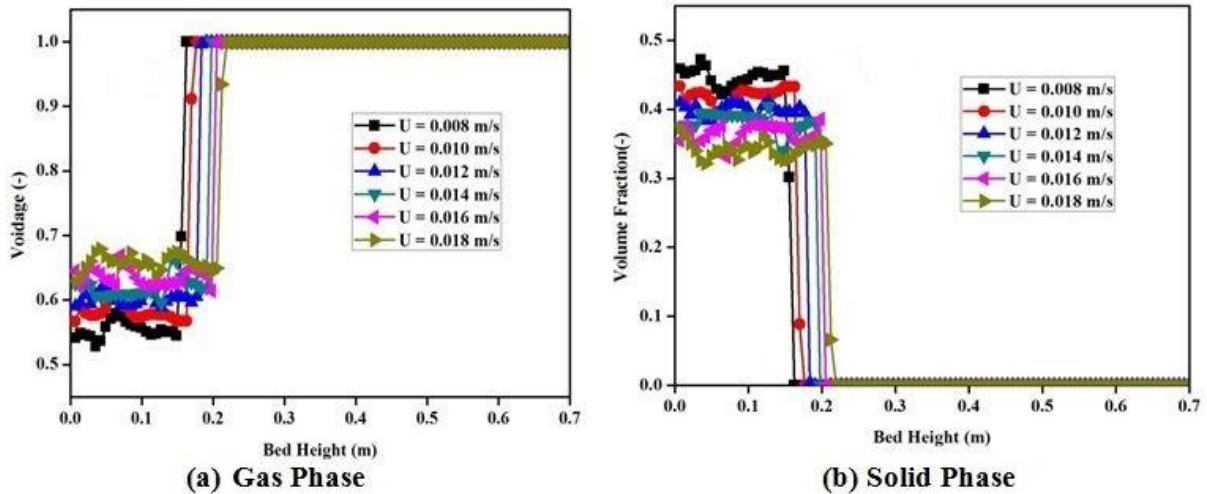 1.0
0.9
0.8
0.7
0.6
0.5
Voidage (-)
U = 0.008 m/s
U = 0.010 m/s
U = 0.012 m/s
U = 0.014 m/s
U = 0.016 m/s
U = 0.018 m/s
0.0 0.1 0.2 0.3 0.4 0.5 0.6 0.7
Bed Height (m)
(a) Gas Phase
0.5
0.4
0.3
0.2
0.1
0.0
Volume Fraction(-)
U = 0.008 m/s
U = 0.010 m/s
U = 0.012 m/s
U = 0.014 m/s
U = 0.016 m/s
U = 0.018 m/s
0.0 0.1 0.2 0.3 0.4 0.5 0.6 0.7
Bed Height (m)
(b) Solid Phase